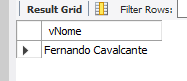 Result Grid Filter Rows:
vNome
Fernando Cavalcante